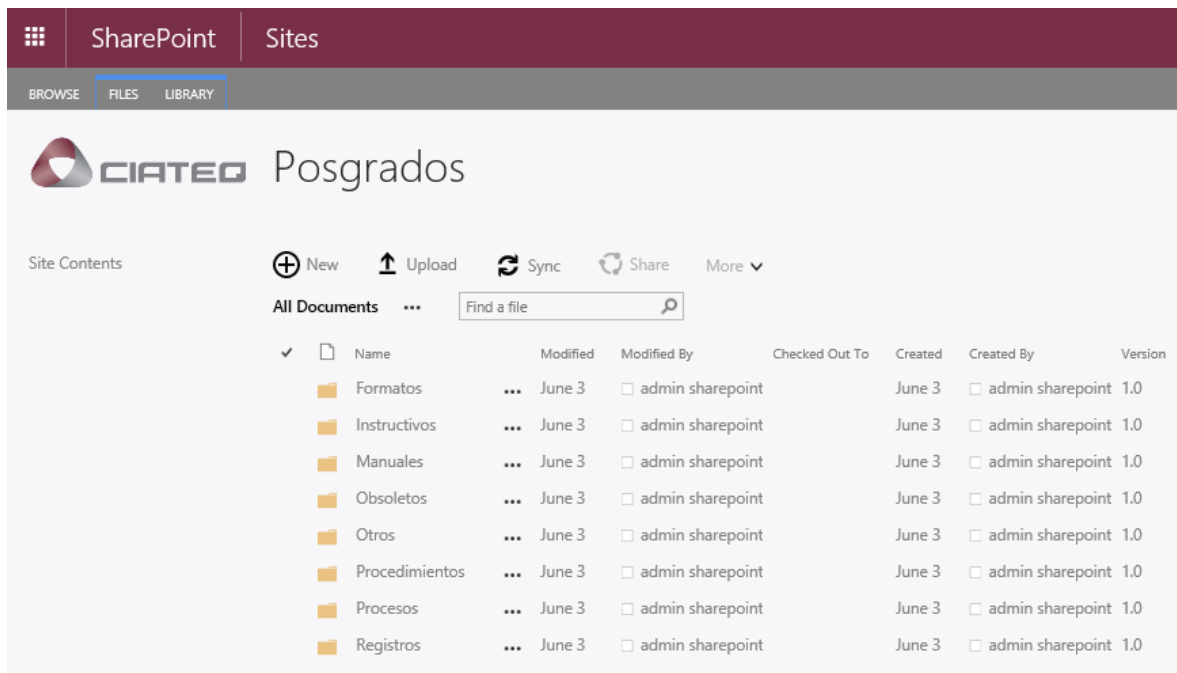 SharePoint Sites
BROWSE FILES LIBRARY
CIATEQ Posgrados
Site Contents
New Upload Sync Share More
All Documents ... Find a file
Name Modified Modified By Checked Out To Created Created By Version
Formatos ... June 3 admin sharepoint June 3 admin sharepoint 1.0
Instructivos ... June 3 admin sharepoint June 3 admin sharepoint 1.0
Manuales ... June 3 admin sharepoint June 3 admin sharepoint 1.0
Obsoletos ... June 3 admin sharepoint June 3 admin sharepoint 1.0
Otros ... June 3 admin sharepoint June 3 admin sharepoint 1.0
Procedimientos ... June 3 admin sharepoint June 3 admin sharepoint 1.0
Procesos ... June 3 admin sharepoint June 3 admin sharepoint 1.0
Registros ... June 3 admin sharepoint June 3 admin sharepoint 1.0